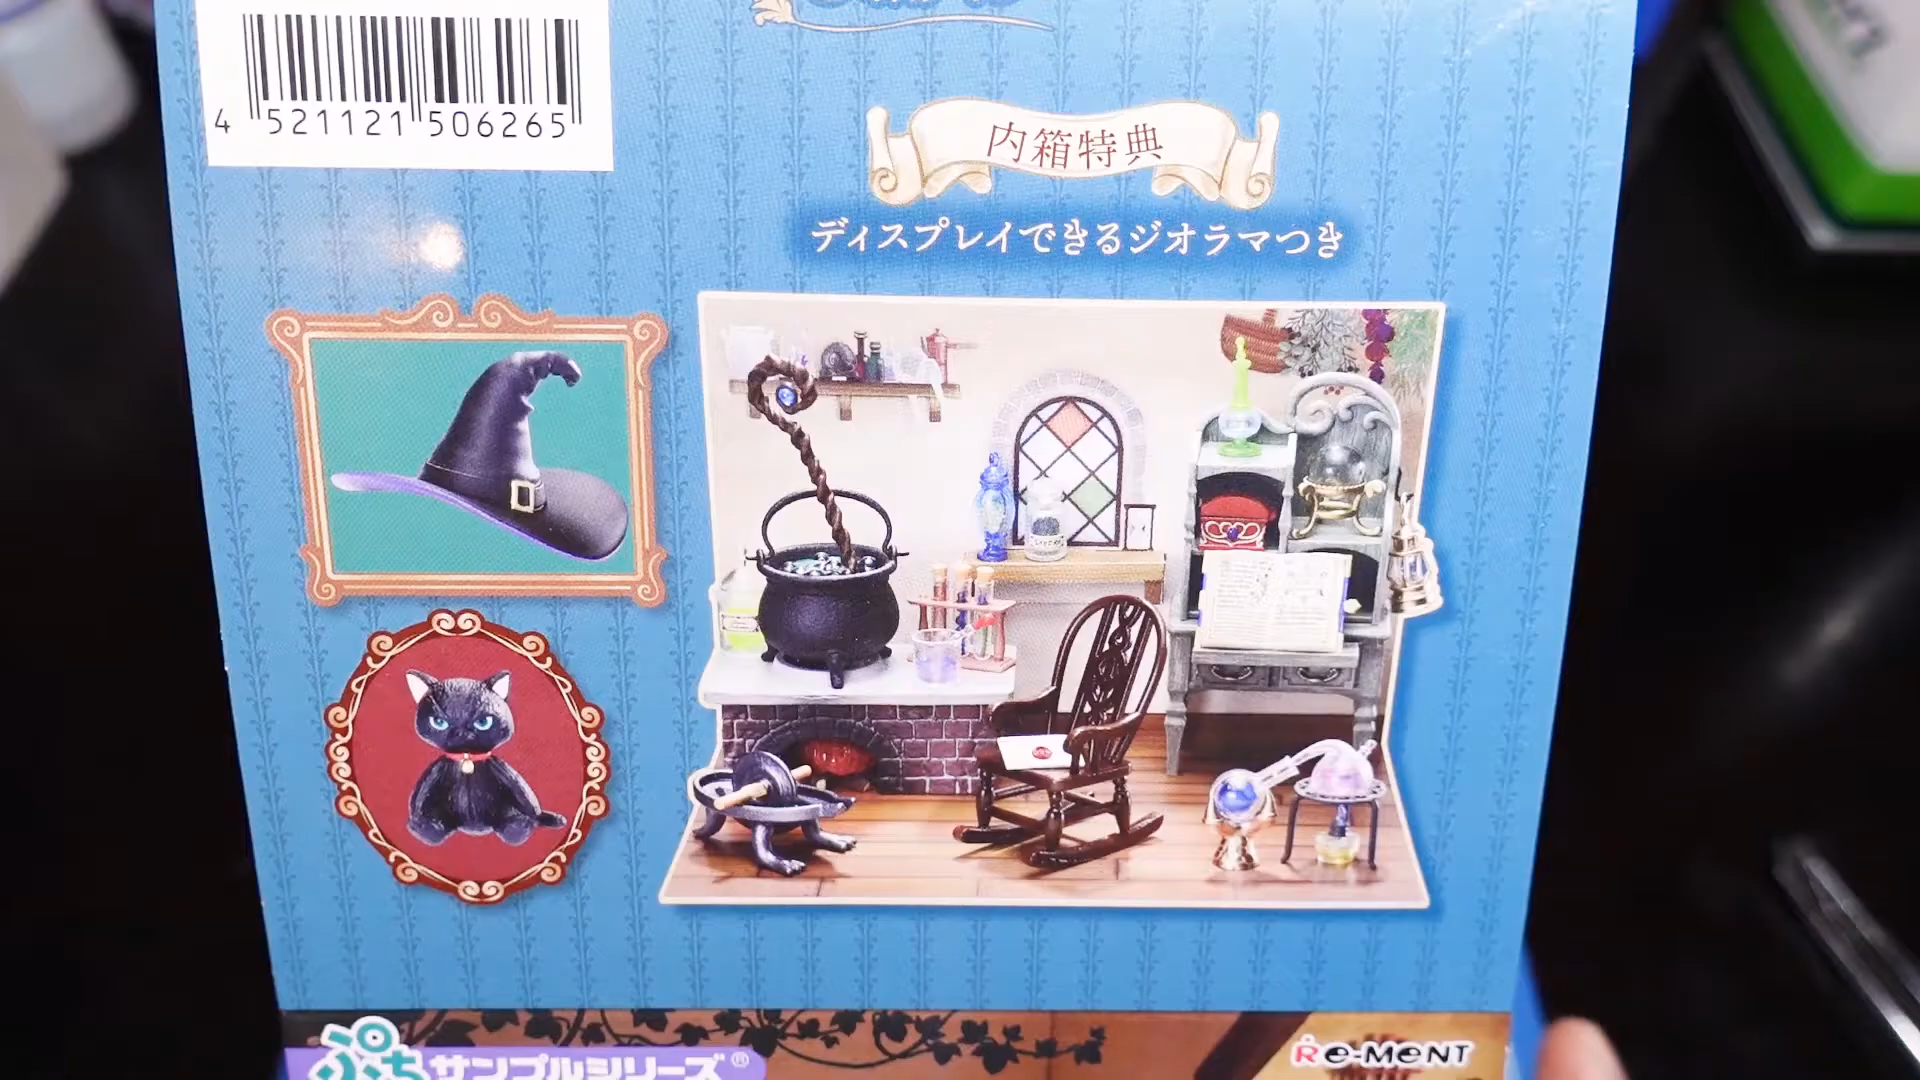 4 521121 506265
内箱特典
ディスプレイできるジオラマつき
ぷちサンプルシリーズ®
Re-MeNT